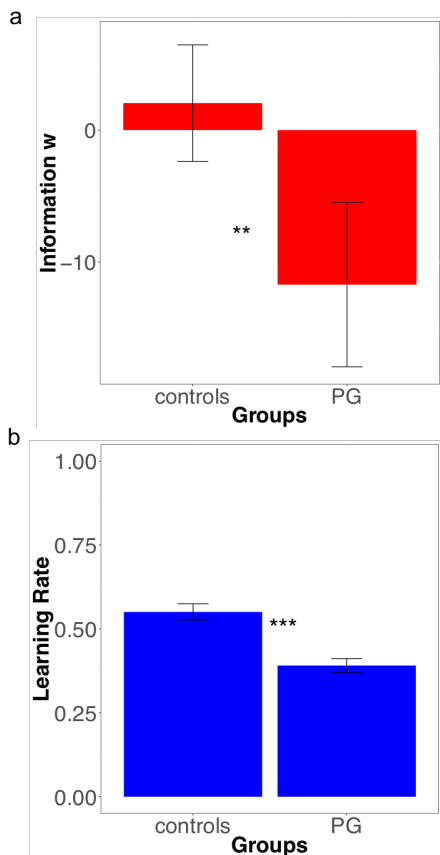 a
Information w
0
−10
**
controls PG
Groups
b
Learning Rate
1.00
0.75
0.50
0.25
0.00
***
controls PG
Groups